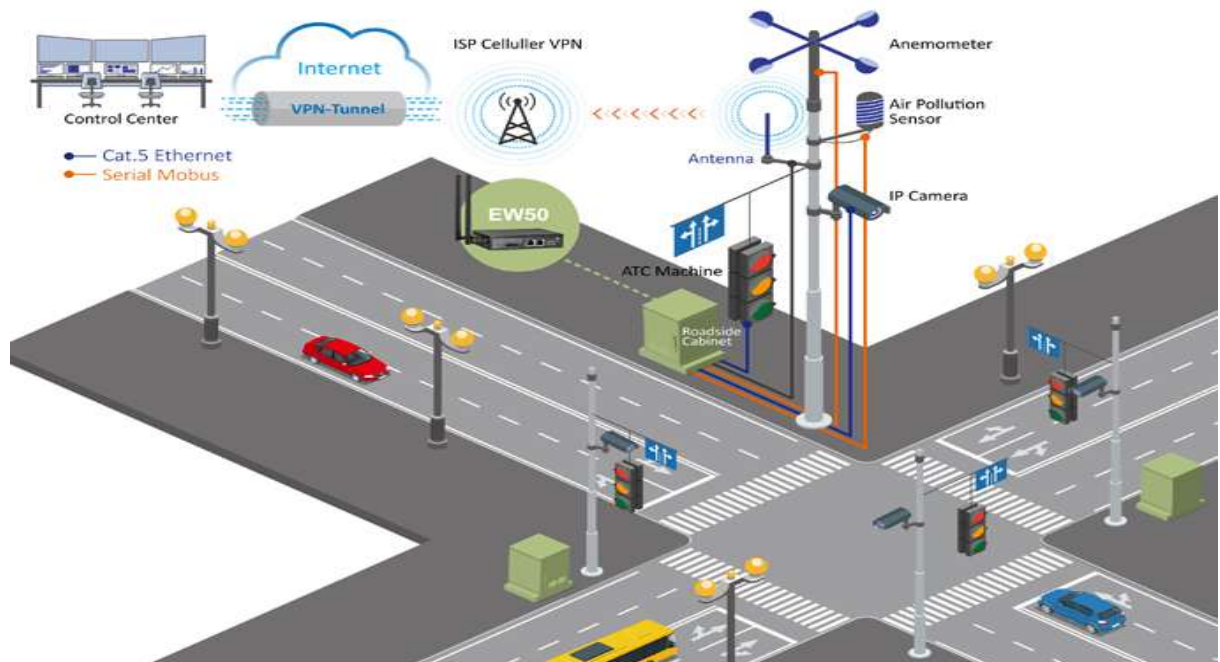 ISP Celluller VPN
Internet
VPN-Tunnel
Control Center
Cat.5 Ethernet
Serial Mobus
Anemometer
Air Pollution
Sensor
Antenna
IP Camera
EW50
ATC Machine
Roadside
Cabinet